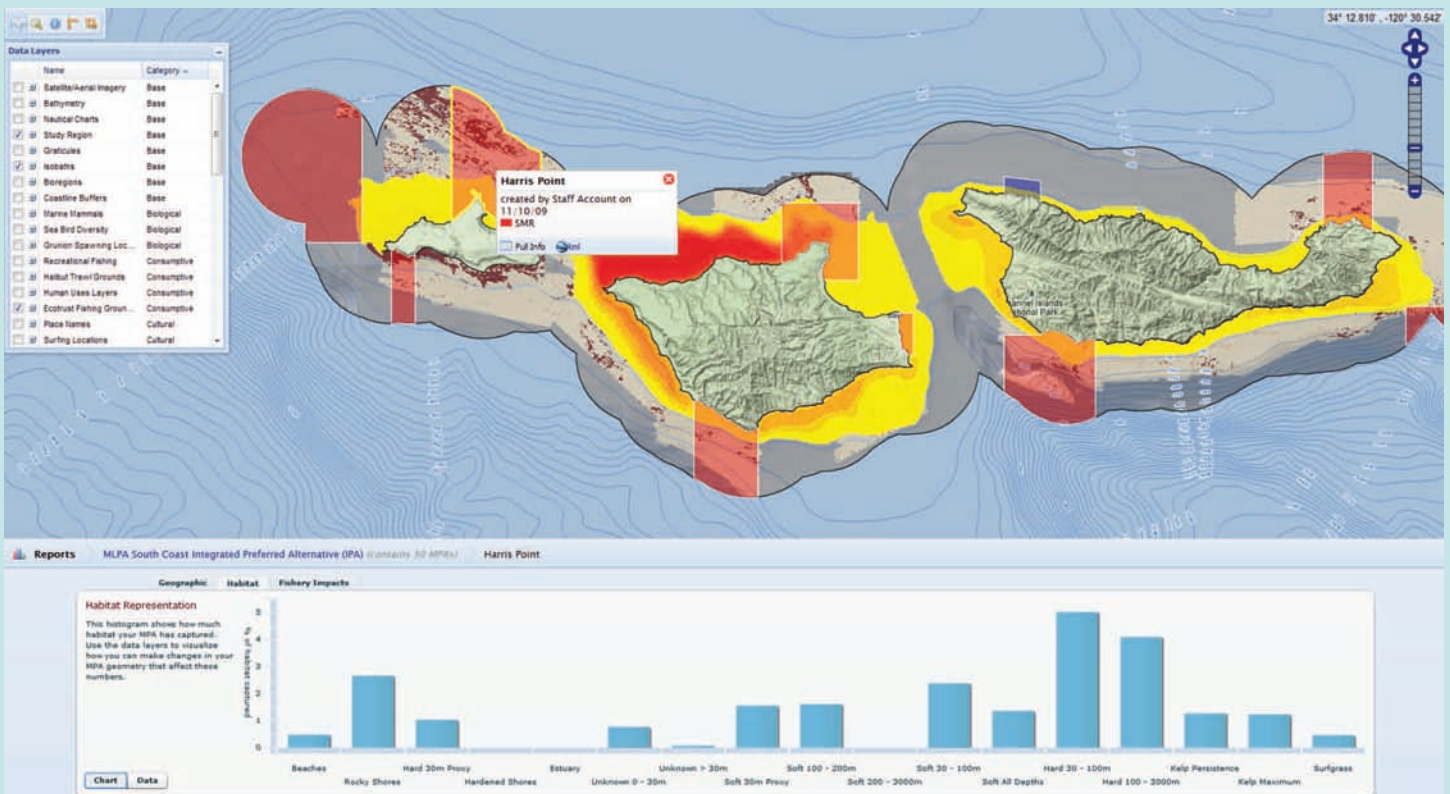 34° 12.810' , -120° 30.542'
Data Layers
Name Category
Satellite/Aerial Imagery Base
Bathymetry Base
Nautical Charts Base
Study Region Base
Graticules Base
Isobaths Base
Bioregions Base
Coastline Buffers Base
Marine Mammals Biological
Sea Bird Diversity Biological
Grunion Spawning Loc... Biological
Recreational Fishing Consumptive
Halibut Trawl Grounds Consumptive
Human Uses Layers Consumptive
Ecotrust Fishing Groun... Consumptive
Place Names Cultural
Surfing Locations Cultural
Harris Point
created by Staff Account on
11/10/09
SMR
Full Info kml
Channel Islands
National Park
Reports MLPA South Coast Integrated Preferred Alternative (IPA) (contains 50 MPAs) Harris Point
Geographic Habitat Fishery Impacts
Habitat Representation
This histogram shows how much
habitat your MPA has captured.
Use the data layers to visualize
how you can make changes in your
MPA geometry that affect these
numbers.
Chart Data
% of habitat captured
5
4
3
2
1
0
Beaches
Rocky Shores
Hard 30m Proxy
Hardened Shores
Estuary
Unknown 0 - 30m
Unknown > 30m
Soft 30m Proxy
Soft 100 - 200m
Soft 200 - 3000m
Soft 30 - 100m
Soft All Depths
Hard 30 - 100m
Hard 100 - 3000m
Kelp Persistence
Kelp Maximum
Surfgrass